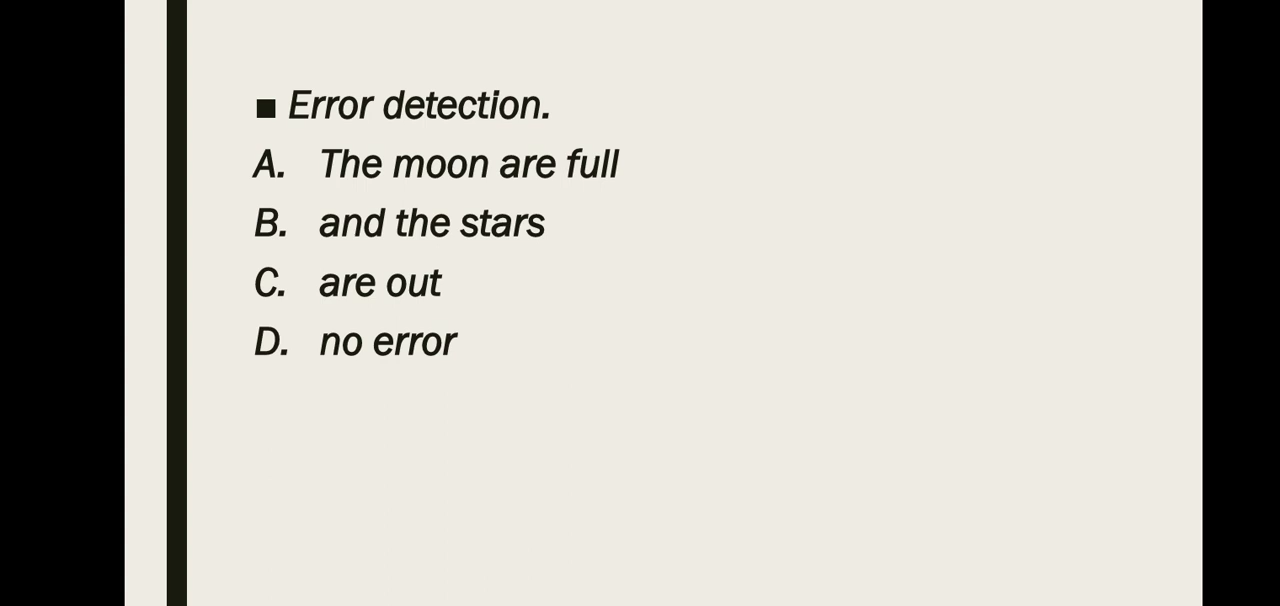 ■ Error detection.
A. The moon are full
B. and the stars
C. are out
D. no error